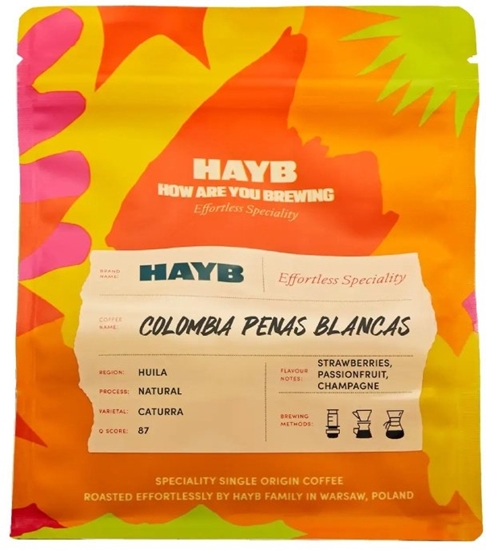 HAYB
HOW ARE YOU BREWING
Effortless Speciality
BRAND NAME: HAYB
Effortless Speciality
COFFEE NAME: COLOMBIA PENAS BLANCAS
REGION: HUILA
PROCESS: NATURAL
VARIETAL: CATURRA
Q SCORE: 87
FLAVOUR NOTES: STRAWBERRIES, PASSIONFRUIT, CHAMPAGNE
BREWING METHODS:
SPECIALITY SINGLE ORIGIN COFFEE
ROASTED EFFORTLESSLY BY HAYB FAMILY IN WARSAW, POLAND